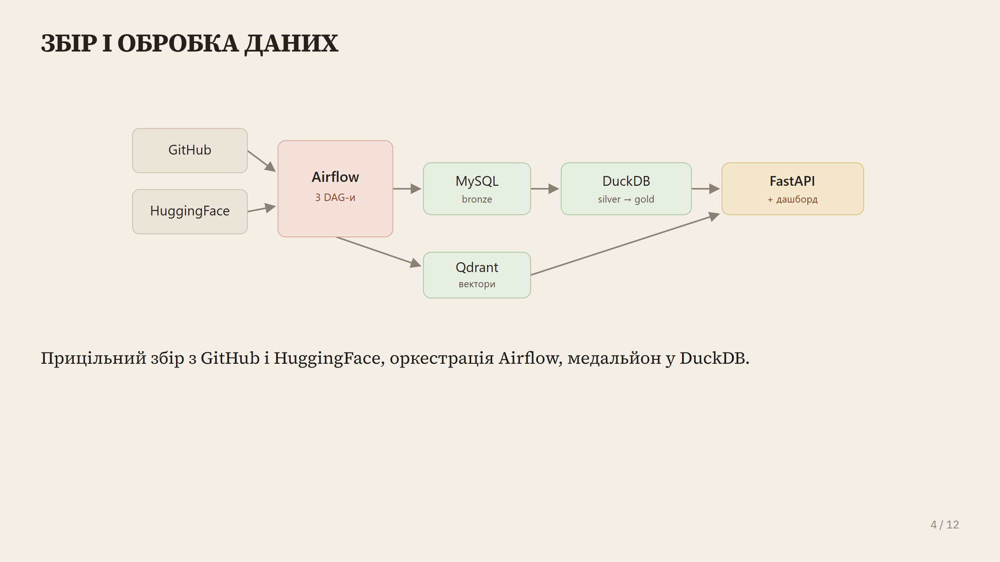 ЗБІР І ОБРОБКА ДАНИХ
GitHub
HuggingFace
Airflow
3 DAG-и
MySQL
bronze
DuckDB
silver → gold
FastAPI
+ дашборд
Qdrant
вектори
Прицільний збір з GitHub і HuggingFace, оркестрація Airflow, медальйон у DuckDB.
4 / 12